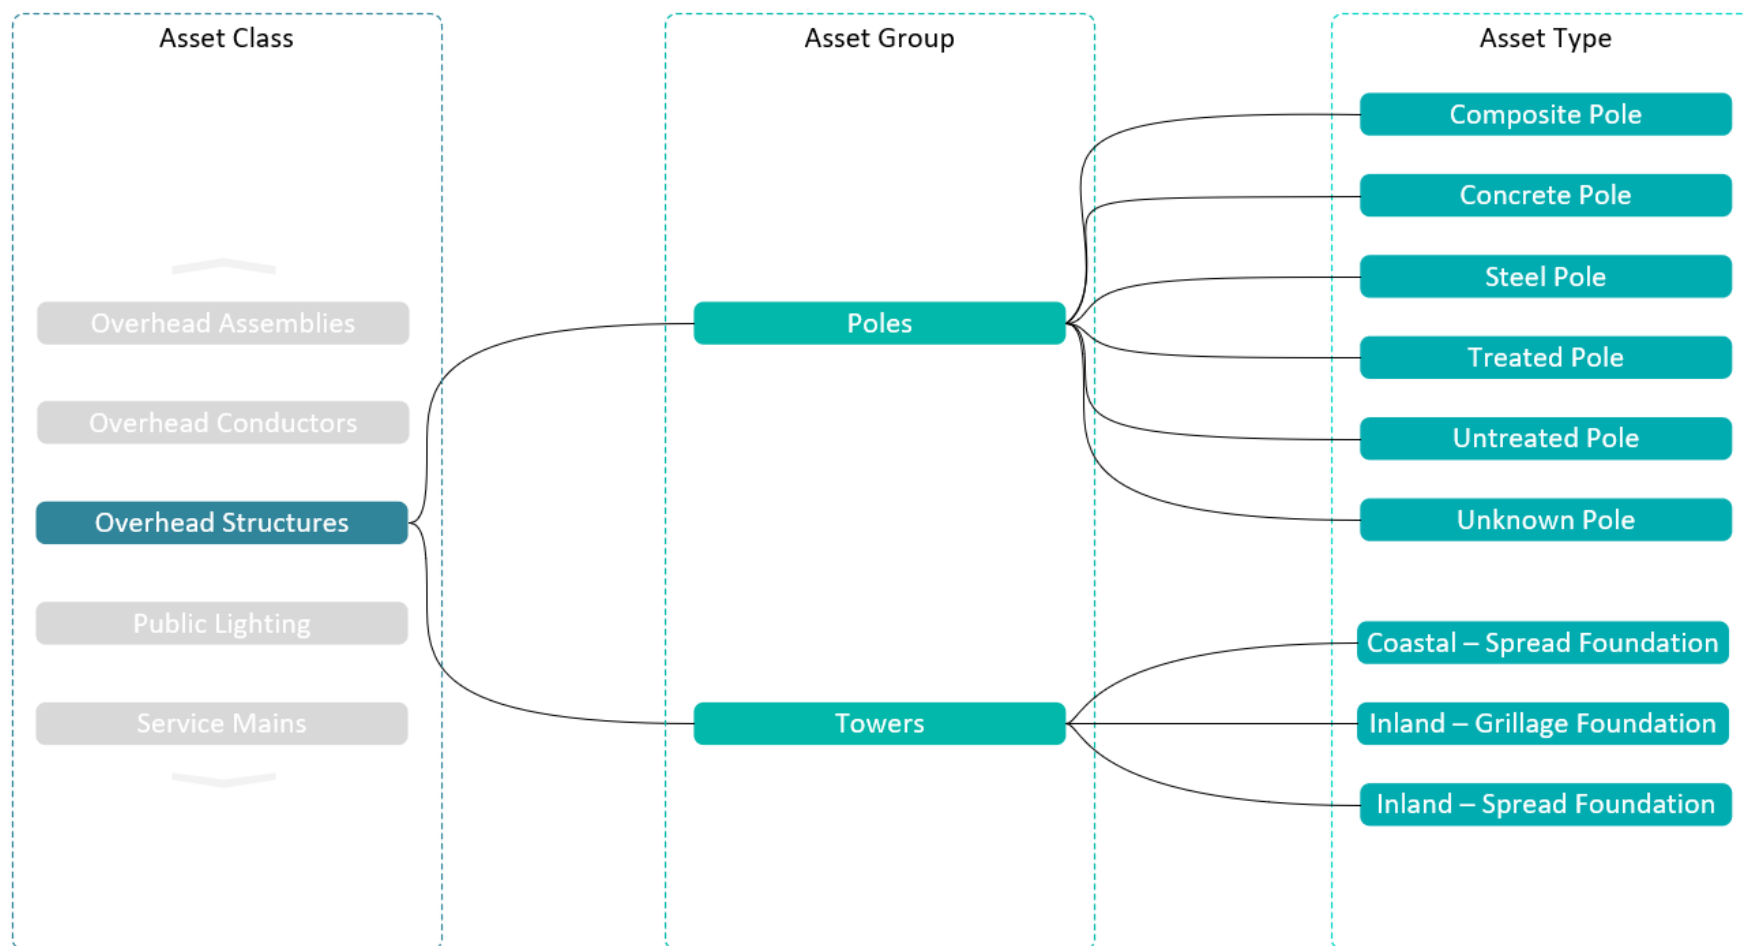 Asset Class
Overhead Assemblies
Overhead Conductors
Overhead Structures
Public Lighting
Service Mains
Asset Group
Poles
Towers
Asset Type
Composite Pole
Concrete Pole
Steel Pole
Treated Pole
Untreated Pole
Unknown Pole
Coastal – Spread Foundation
Inland – Grillage Foundation
Inland – Spread Foundation